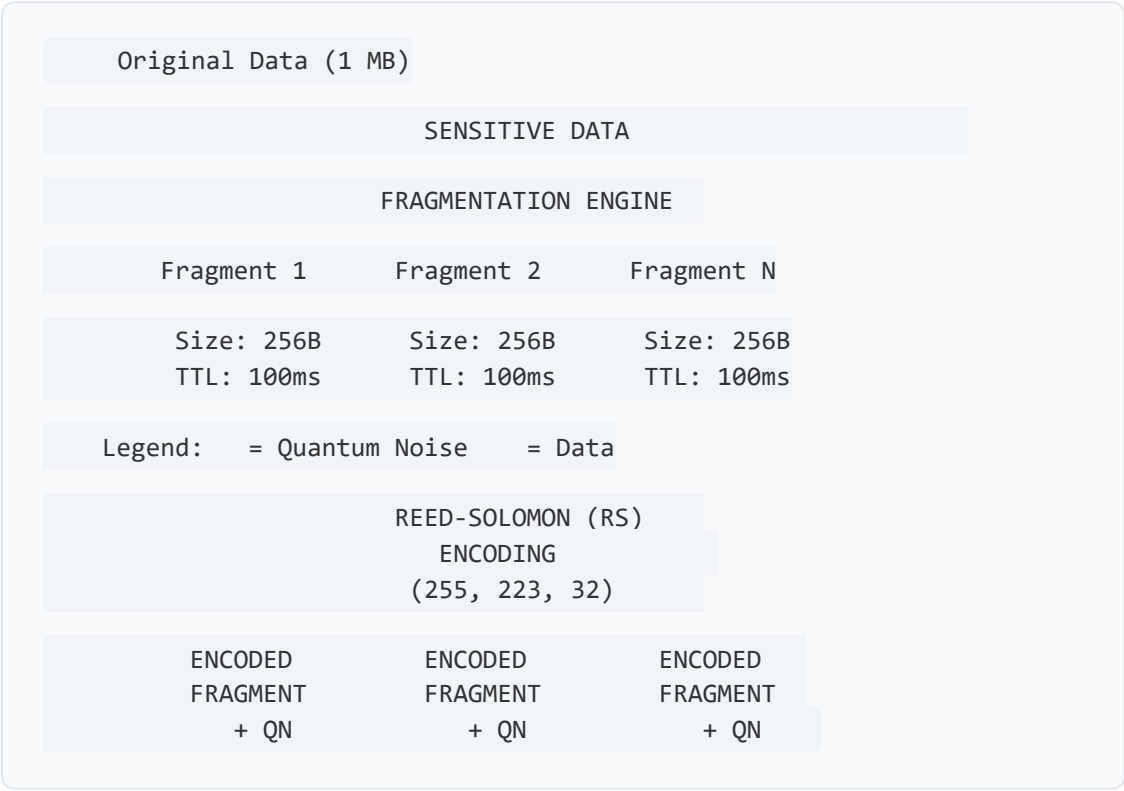 Original Data (1 MB)
SENSITIVE DATA
FRAGMENTATION ENGINE
Fragment 1 Fragment 2 Fragment N
Size: 256B Size: 256B Size: 256B
TTL: 100ms TTL: 100ms TTL: 100ms
Legend: = Quantum Noise = Data
REED-SOLOMON (RS)
ENCODING
(255, 223, 32)
ENCODED ENCODED ENCODED
FRAGMENT FRAGMENT FRAGMENT
+ QN + QN + QN